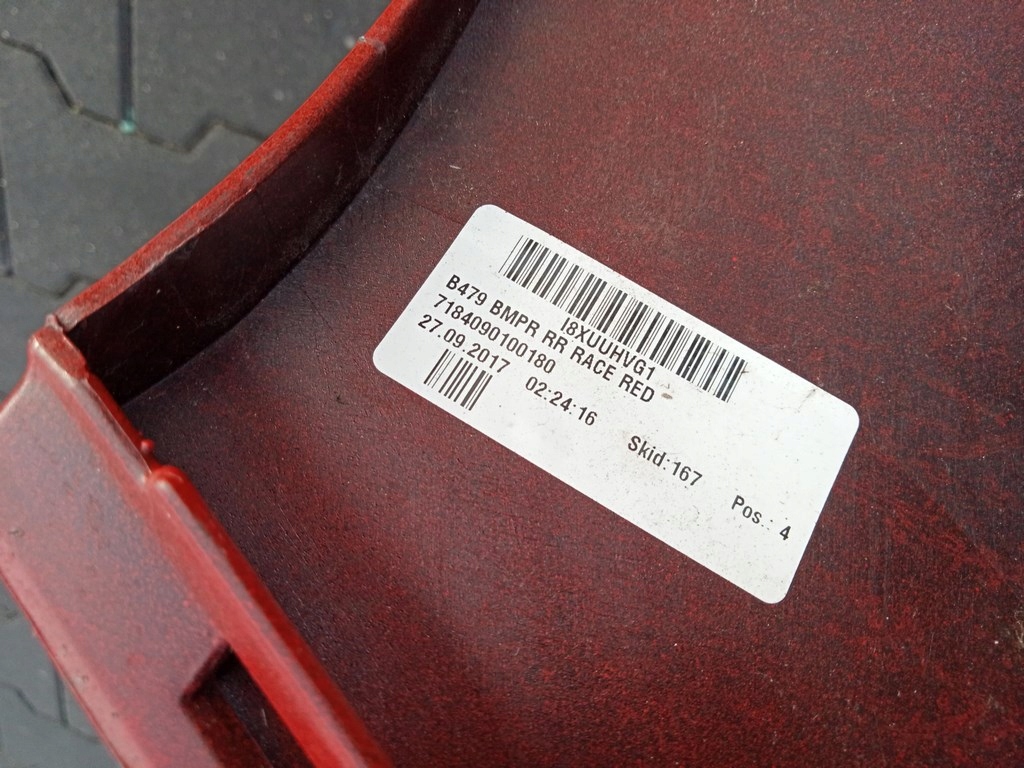 I8XUUHVG1
B479 BMPR RR RACE RED
7184090100180
27.09.2017 02:24:16 Skid:167 Pos.: 4